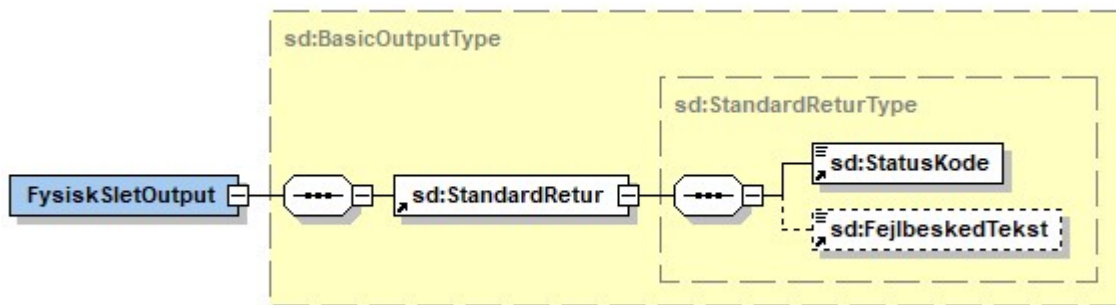 sd:BasicOutputType
sd:StandardReturType
sd:StatusKode
FysiskSletOutput
sd:StandardRetur
sd:FejlbeskedTekst